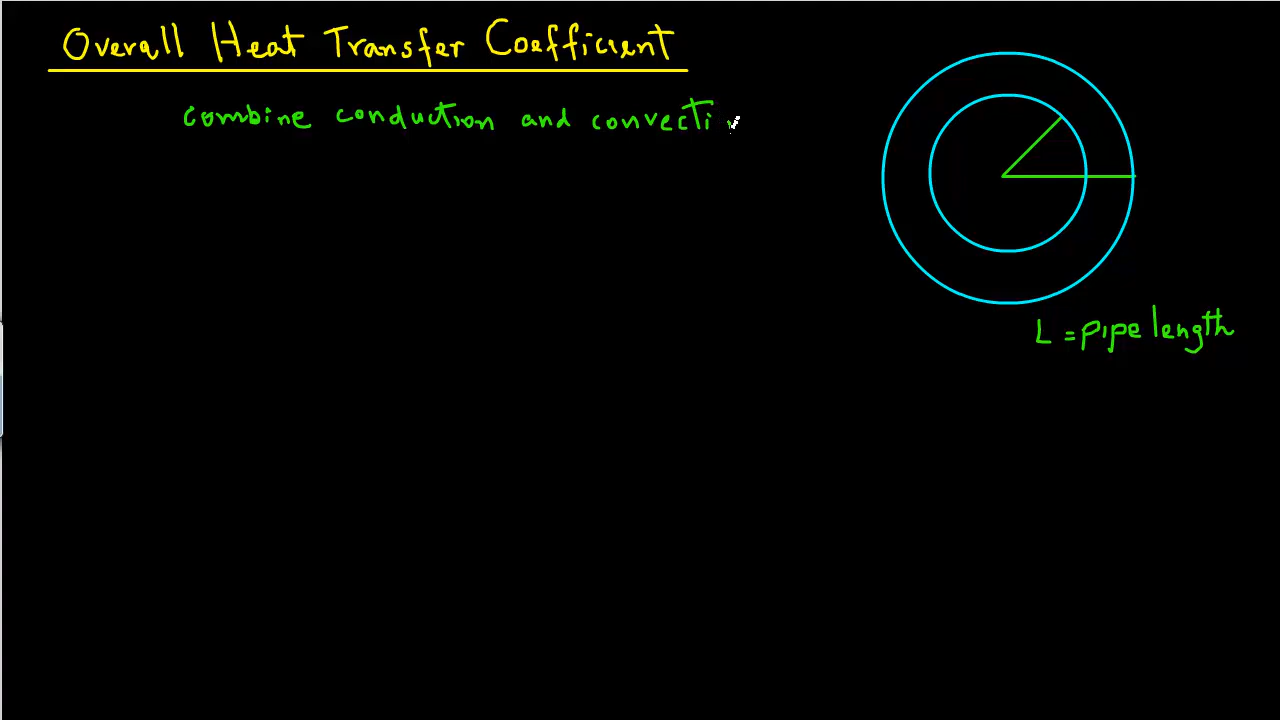 Overall Heat Transfer Coefficient
combine conduction and convecti
L = pipe length